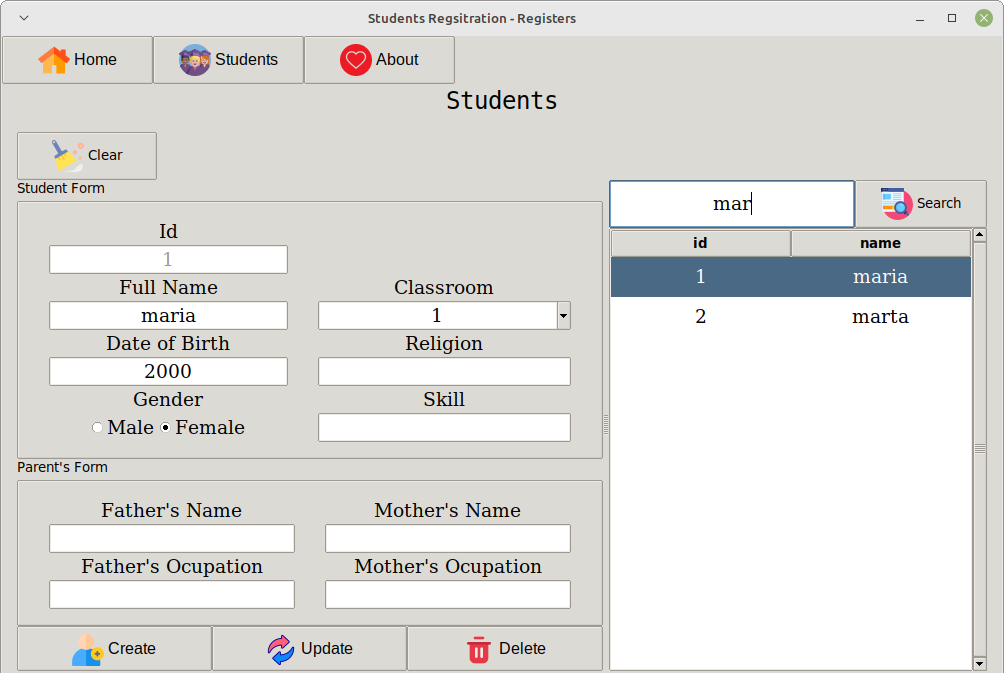 Students Regsitration - Registers
Home Students About
Students
Clear
Student Form
Id
1
Full Name Classroom
maria 1
Date of Birth Religion
2000
Gender Skill
Male Female
Parent's Form
Father's Name Mother's Name
Father's Ocupation Mother's Ocupation
Create Update Delete
mar Search
id name
1 maria
2 marta